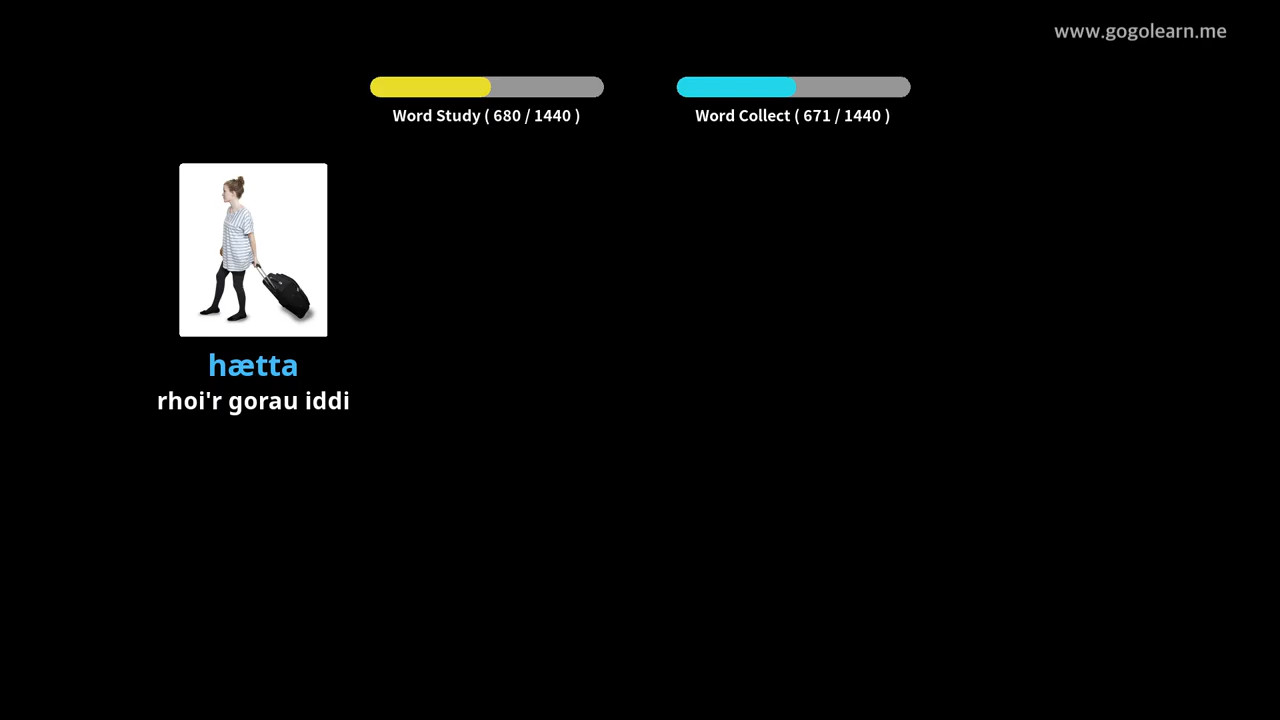 www.gogolearn.me
Word Study ( 680 / 1440 )
Word Collect ( 671 / 1440 )
hætta
rhoi'r gorau iddi